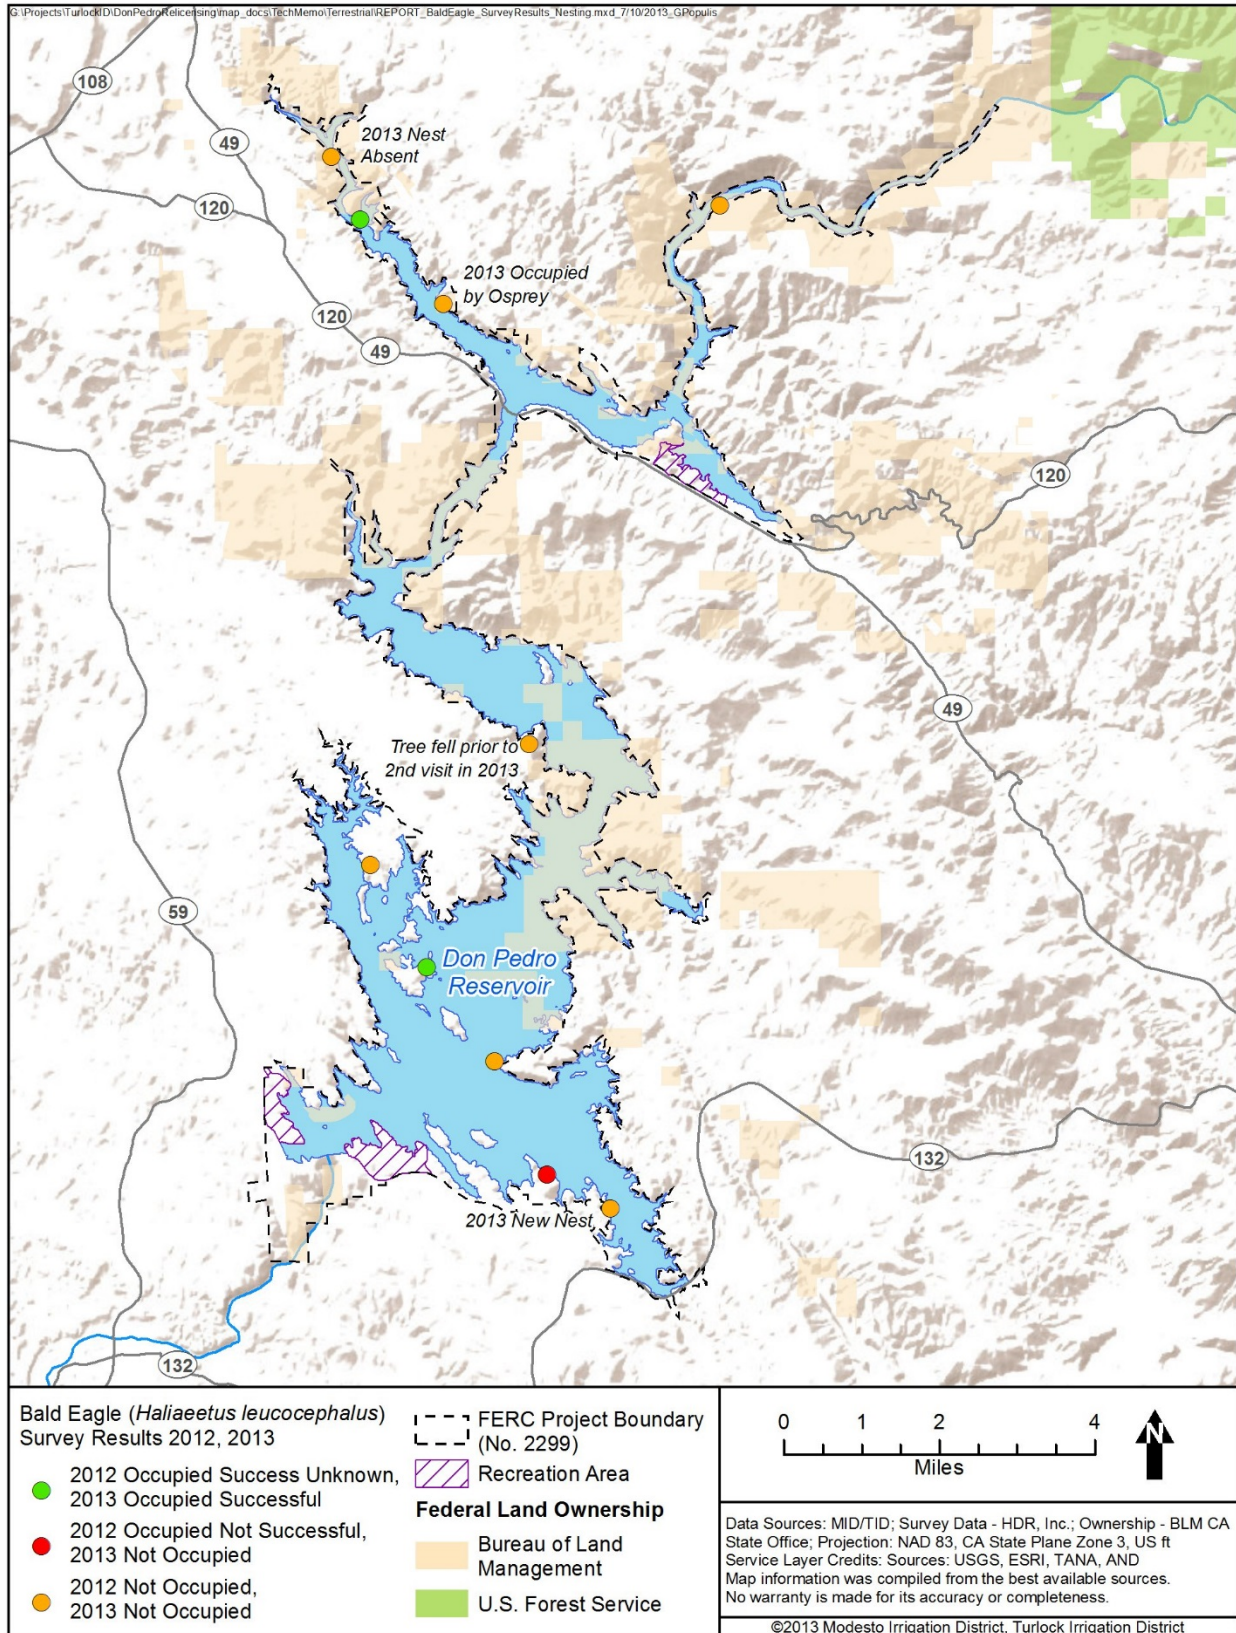 G:\Projects\TurlockID\DonPedroRelicensing\map_docs\TechMemo\Terrestrial\REPORT_BaldEagle_SurveyResults_Nesting.mxd_7/10/2013_GPopulis
108
2013 Nest
Absent
49
120
2013 Occupied
by Osprey
120
49
120
Tree fell prior to
2nd visit in 2013
49
59
Don Pedro
Reservoir
132
2013 New Nest
132
Bald Eagle (Haliaeetus leucocephalus)
Survey Results 2012, 2013
2012 Occupied Success Unknown,
2013 Occupied Successful
2012 Occupied Not Successful,
2013 Not Occupied
2012 Not Occupied,
2013 Not Occupied
FERC Project Boundary
(No. 2299)
Recreation Area
Federal Land Ownership
Bureau of Land
Management
U.S. Forest Service
0 1 2 4
Miles
N
Data Sources: MID/TID; Survey Data - HDR, Inc.; Ownership - BLM CA
State Office; Projection: NAD 83, CA State Plane Zone 3, US ft
Service Layer Credits: Sources: USGS, ESRI, TANA, AND
Map information was compiled from the best available sources.
No warranty is made for its accuracy or completeness.
©2013 Modesto Irrigation District, Turlock Irrigation District